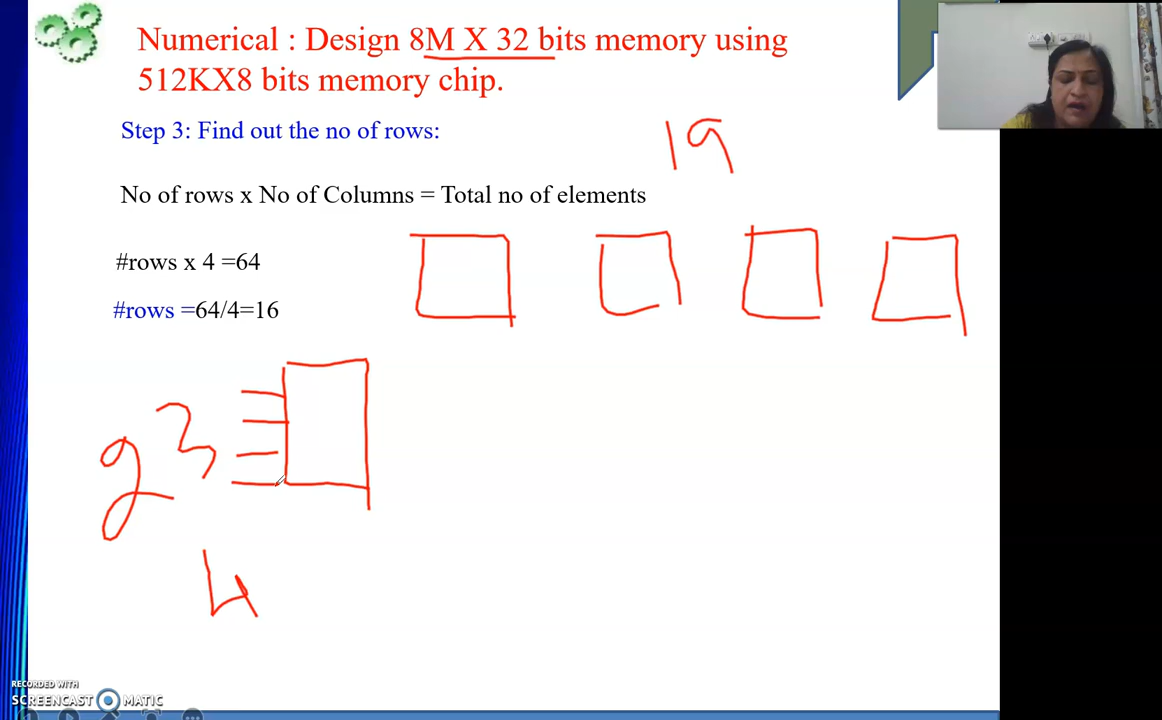 Numerical : Design 8M X 32 bits memory using
512KX8 bits memory chip.
Step 3: Find out the no of rows:
19
No of rows x No of Columns = Total no of elements
#rows x 4 =64
#rows =64/4=16
23
4
RECORDED WITH
SCREENCAST MATIC